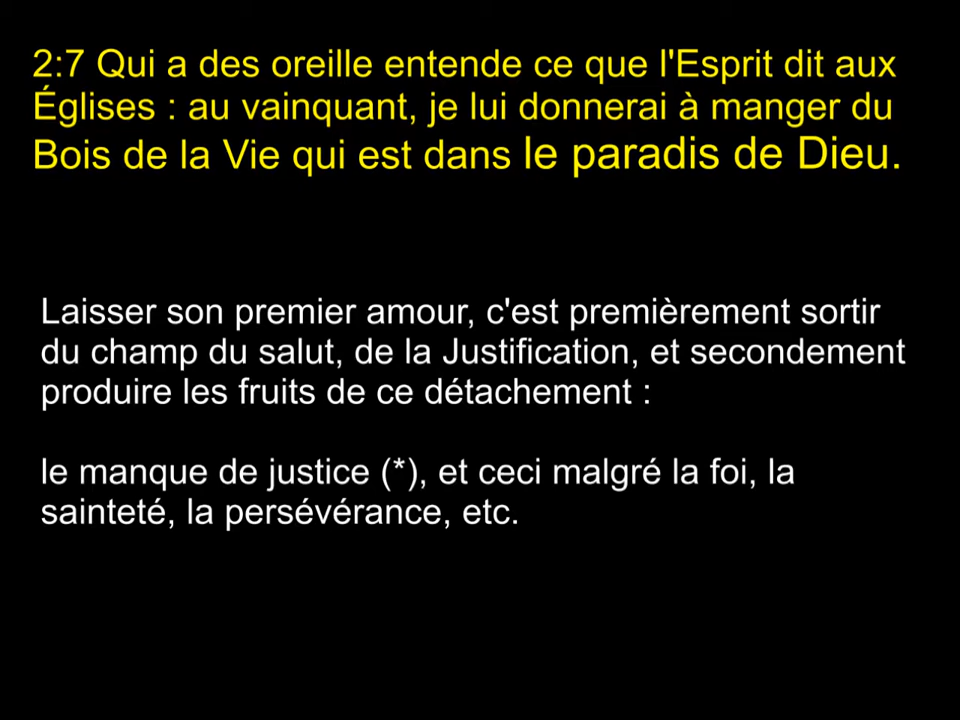 2:7 Qui a des oreille entende ce que l'Esprit dit aux
Églises : au vainquant, je lui donnerai à manger du
Bois de la Vie qui est dans le paradis de Dieu.
Laisser son premier amour, c'est premièrement sortir
du champ du salut, de la Justification, et secondement
produire les fruits de ce détachement :
le manque de justice (*), et ceci malgré la foi, la
sainteté, la persévérance, etc.